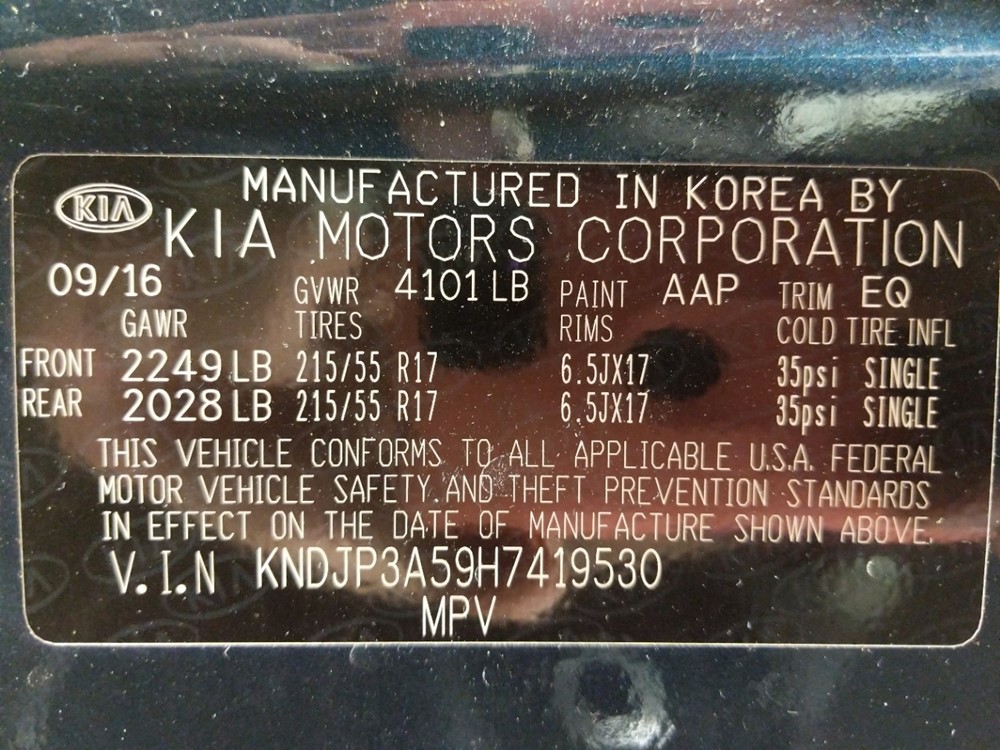 KIA
MANUFACTURED IN KOREA BY
KIA MOTORS CORPORATION
09/16 GVWR 4101 LB PAINT AAP TRIM EQ
GAWR TIRES RIMS COLD TIRE INFL
FRONT 2249 LB 215/55 R17 6.5JX17 35psi SINGLE
REAR 2028 LB 215/55 R17 6.5JX17 35psi SINGLE
THIS VEHICLE CONFORMS TO ALL APPLICABLE U.S.A. FEDERAL
MOTOR VEHICLE SAFETY AND THEFT PREVENTION STANDARDS
IN EFFECT ON THE DATE OF MANUFACTURE SHOWN ABOVE.
V.I.N KNDJP3A59H7419530
MPV